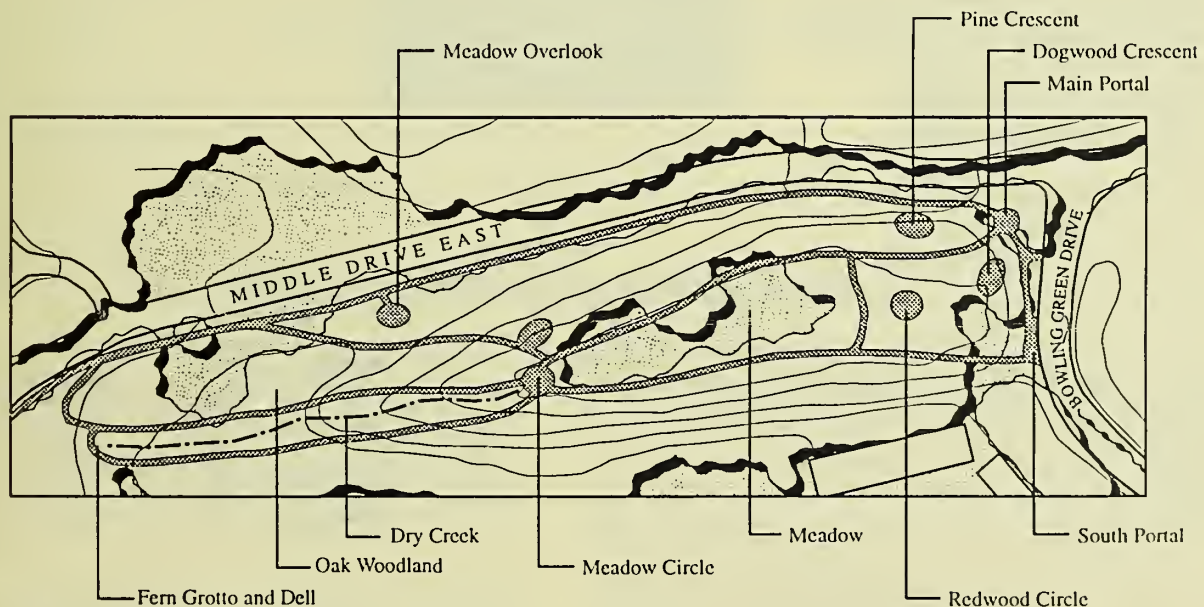 Pine Crescent
Meadow Overlook
Dogwood Crescent
Main Portal
MIDDLE DRIVE EAST
BOWLING GREEN DRIVE
Dry Creek
Meadow
South Portal
Oak Woodland
Meadow Circle
Fern Grotto and Dell
Redwood Circle